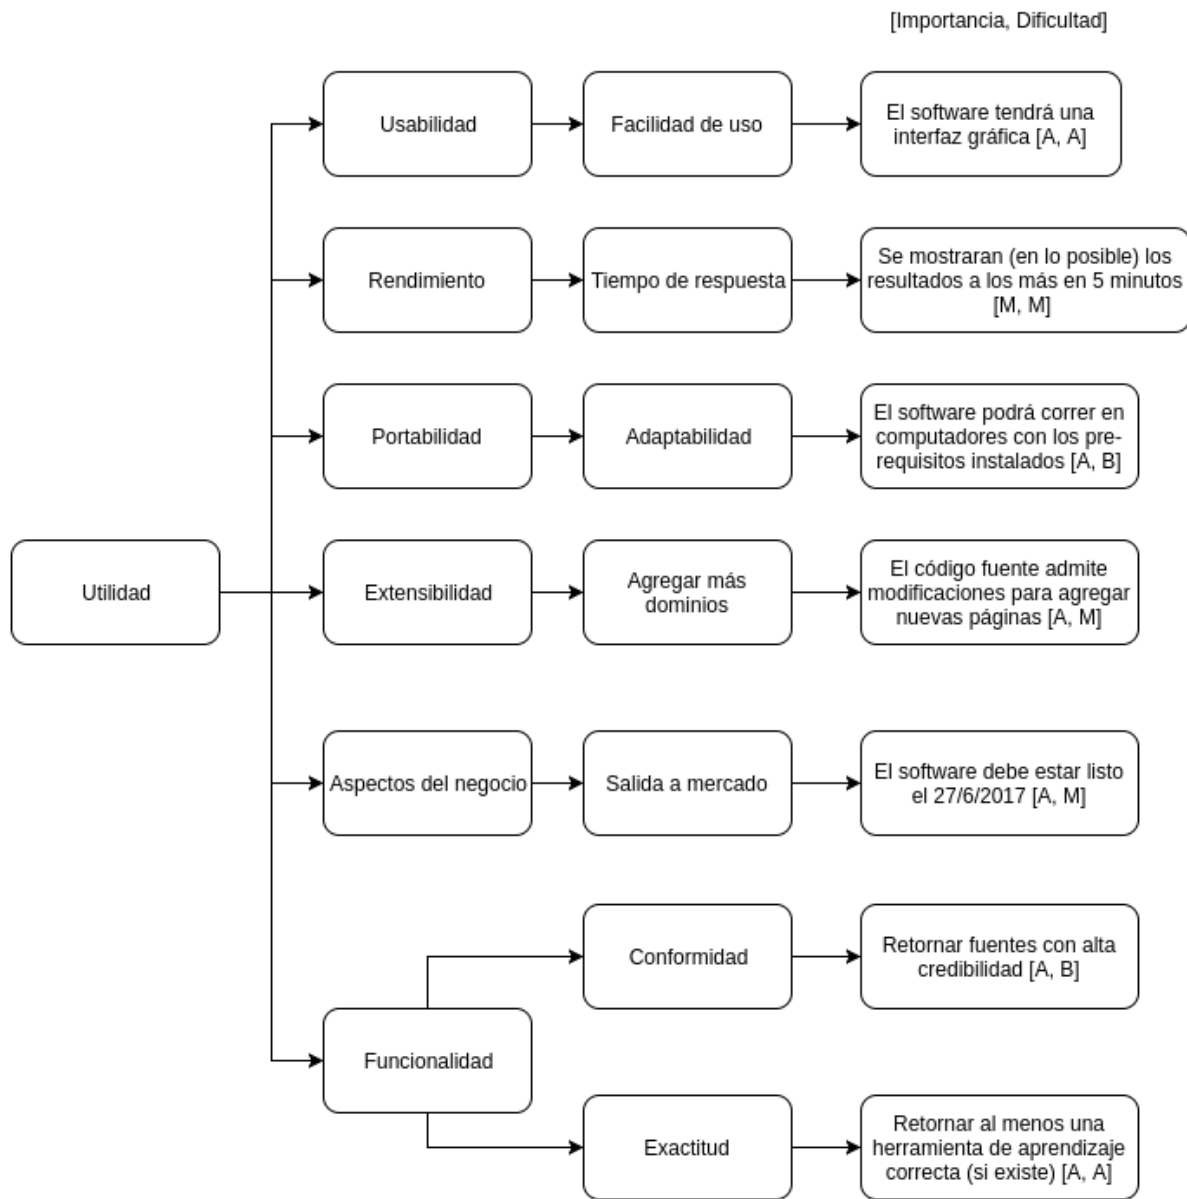 [Importancia, Dificultad]
Usabilidad
Facilidad de uso
El software tendrá una
interfaz gráfica [A, A]
Rendimiento
Tiempo de respuesta
Se mostraran (en lo posible) los
resultados a los más en 5 minutos
[M, M]
Portabilidad
Adaptabilidad
El software podrá correr en
computadores con los pre-
requisitos instalados [A, B]
Utilidad
Extensibilidad
Agregar más
dominios
El código fuente admite
modificaciones para agregar
nuevas páginas [A, M]
Aspectos del negocio
Salida a mercado
El software debe estar listo
el 27/6/2017 [A, M]
Funcionalidad
Conformidad
Retornar fuentes con alta
credibilidad [A, B]
Exactitud
Retornar al menos una
herramienta de aprendizaje
correcta (si existe) [A, A]